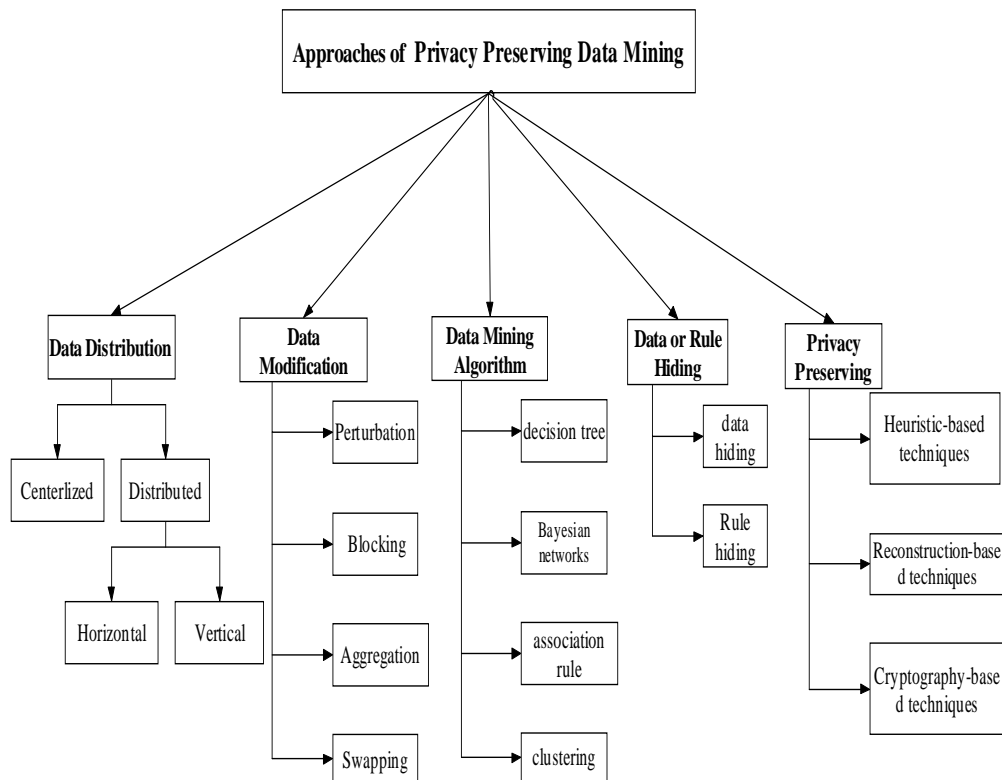 Approaches of Privacy Preserving Data Mining
Data Distribution
Data
Modification
Data Mining
Algorithm
Data or Rule
Hiding
Privacy
Preserving
Centerlized
Distributed
Horizontal
Vertical
Perturbation
Blocking
Aggregation
Swapping
decision tree
Bayesian
networks
association
rule
clustering
data
hiding
Rule
hiding
Heuristic-based
techniques
Reconstruction-base
d techniques
Cryptography-base
d techniques